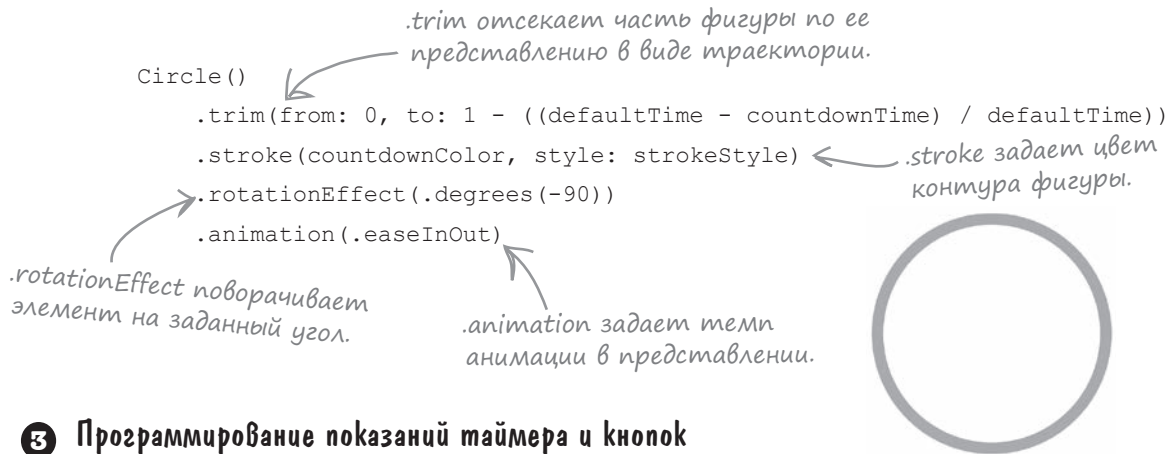 .trim отсекает часть фигуры по ее
представлению в виде траектории.
Circle()
.trim(from: 0, to: 1 - ((defaultTime - countdownTime) / defaultTime))
.stroke(countdownColor, style: strokeStyle)
.stroke задает цвет
контура фигуры.
.rotationEffect(.degrees(-90))
.animation(.easeInOut)
.rotationEffect поворачивает
элемент на заданный угол.
.animation задает темп
анимации в представлении.
3 Программирование показаний таймера и кнопок